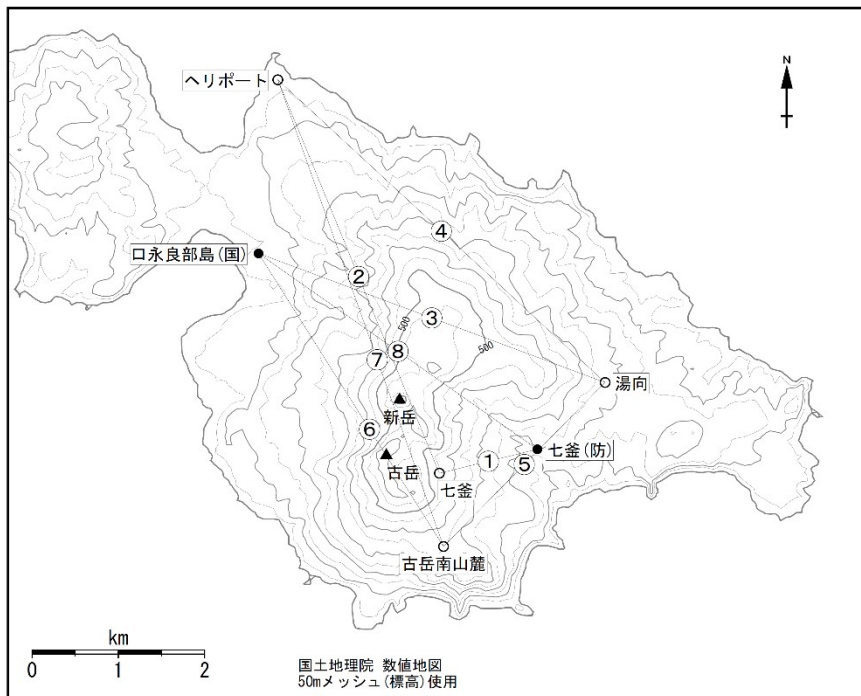 ヘリポート
N
④
口永良部島(国)
②
③
500
⑦
⑧
500
湯向
新岳
⑥
七釜(防)
古岳
①
⑤
七釜
古岳南山麓
km
0 1 2
国土地理院 数値地図
50mメッシュ(標高)使用